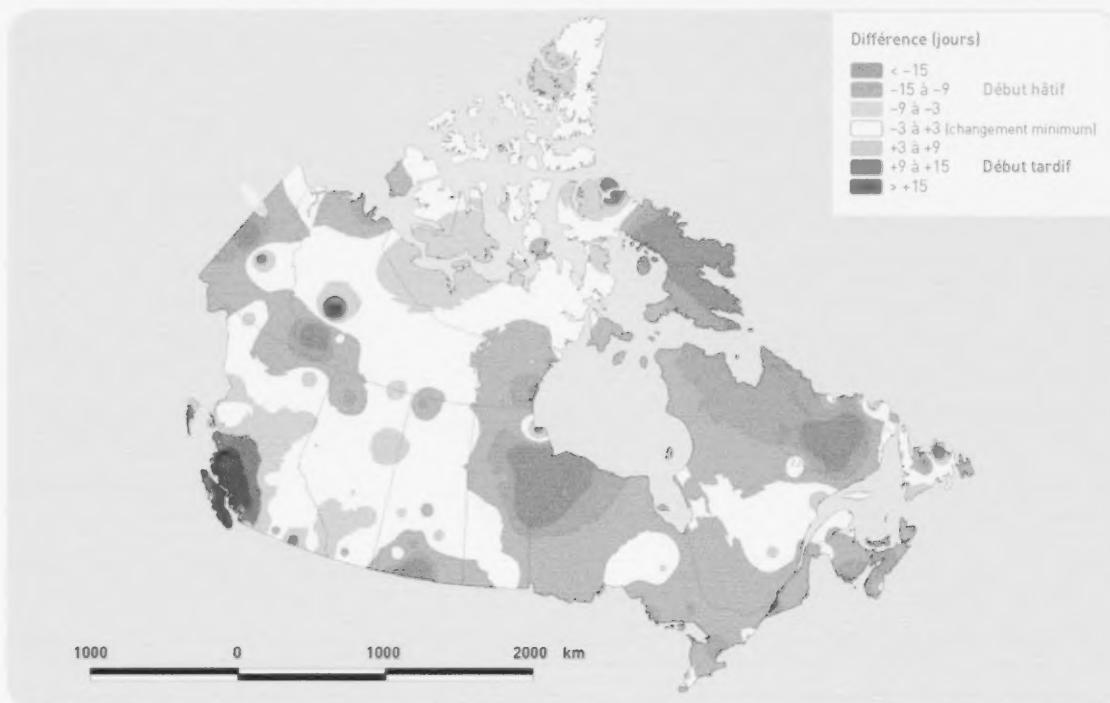 Différence (jours)
< −15
−15 à −9 Début hâtif
−9 à −3
−3 à +3 (changement minimum)
+3 à +9
+9 à +15 Début tardif
> +15
1000 0 1000 2000 km